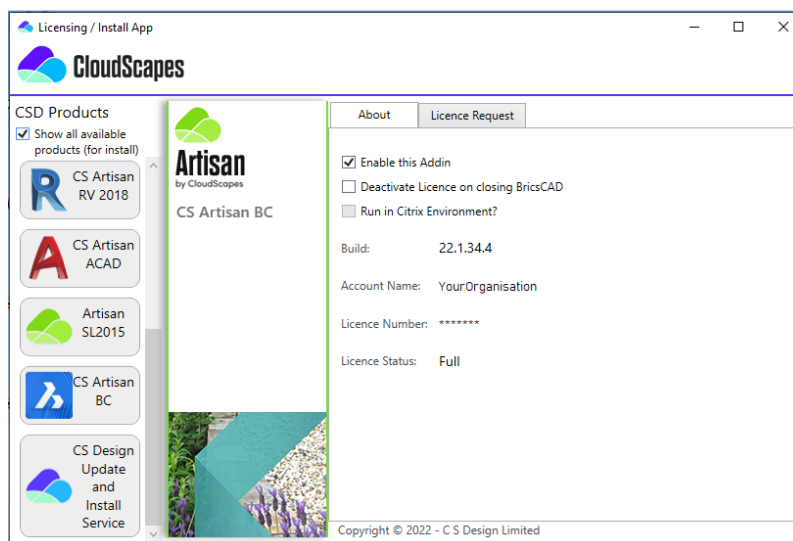 Licensing / Install App
CloudScapes
CSD Products
Show all available
products (for install)
CS Artisan
RV 2018
CS Artisan
ACAD
Artisan
SL2015
CS Artisan
BC
CS Design
Update
and
Install
Service
Artisan
by CloudScapes
CS Artisan BC
About
Licence Request
Enable this Addin
Deactivate Licence on closing BricsCAD
Run in Citrix Environment?
Build: 22.1.34.4
Account Name: YourOrganisation
Licence Number: *******
Licence Status: Full
Copyright © 2022 - C S Design Limited